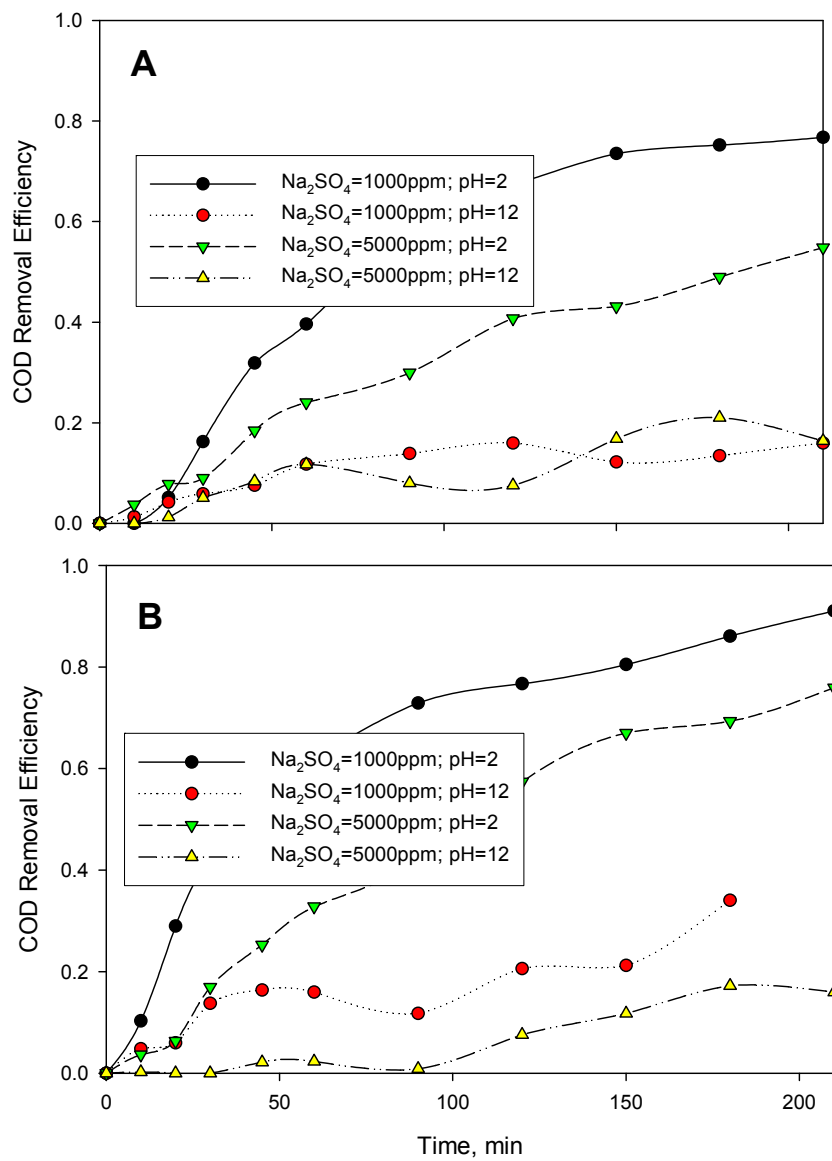 1.0
A
0.8
Na₂SO₄=1000ppm; pH=2
Na₂SO₄=1000ppm; pH=12
0.6
Na₂SO₄=5000ppm; pH=2
Na₂SO₄=5000ppm; pH=12
0.4
0.2
0.0
COD Removal Efficiency
1.0
B
0.8
Na₂SO₄=1000ppm; pH=2
0.6
Na₂SO₄=1000ppm; pH=12
Na₂SO₄=5000ppm; pH=2
Na₂SO₄=5000ppm; pH=12
0.4
0.2
0.0
COD Removal Efficiency
0 50 100 150 200
Time, min